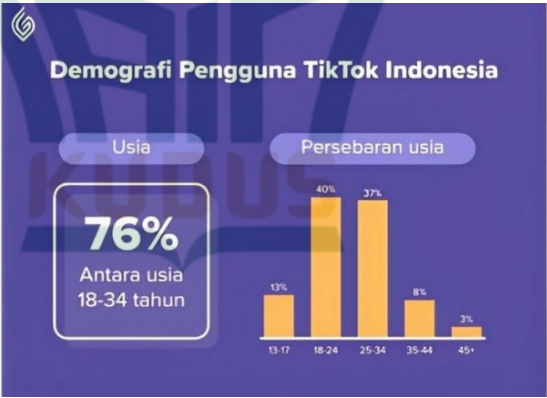 Demografi Pengguna TikTok Indonesia
Usia
Persebaran usia
76%
Antara usia
18-34 tahun
40%
37%
13%
8%
3%
13-17 18-24 25-34 35-44 45+
KUDUS